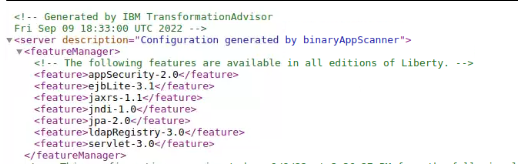 <!-- Generated by IBM TransformationAdvisor
Fri Sep 09 18:33:00 UTC 2022 -->
▼<server description="Configuration generated by binaryAppScanner">
▼<featureManager>
<!-- The following features are available in all editions of Liberty. -->
<feature>appSecurity-2.0</feature>
<feature>ejbLite-3.1</feature>
<feature>jaxrs-1.1</feature>
<feature>jndi-1.0</feature>
<feature>jpa-2.0</feature>
<feature>ldapRegistry-3.0</feature>
<feature>servlet-3.0</feature>
</featureManager>